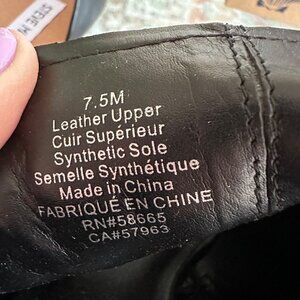 7.5M
Leather Upper
Cuir Supérieur
Synthetic Sole
Semelle Synthétique
Made in China
FABRIQUÉ EN CHINE
RN#58665
CA#57963